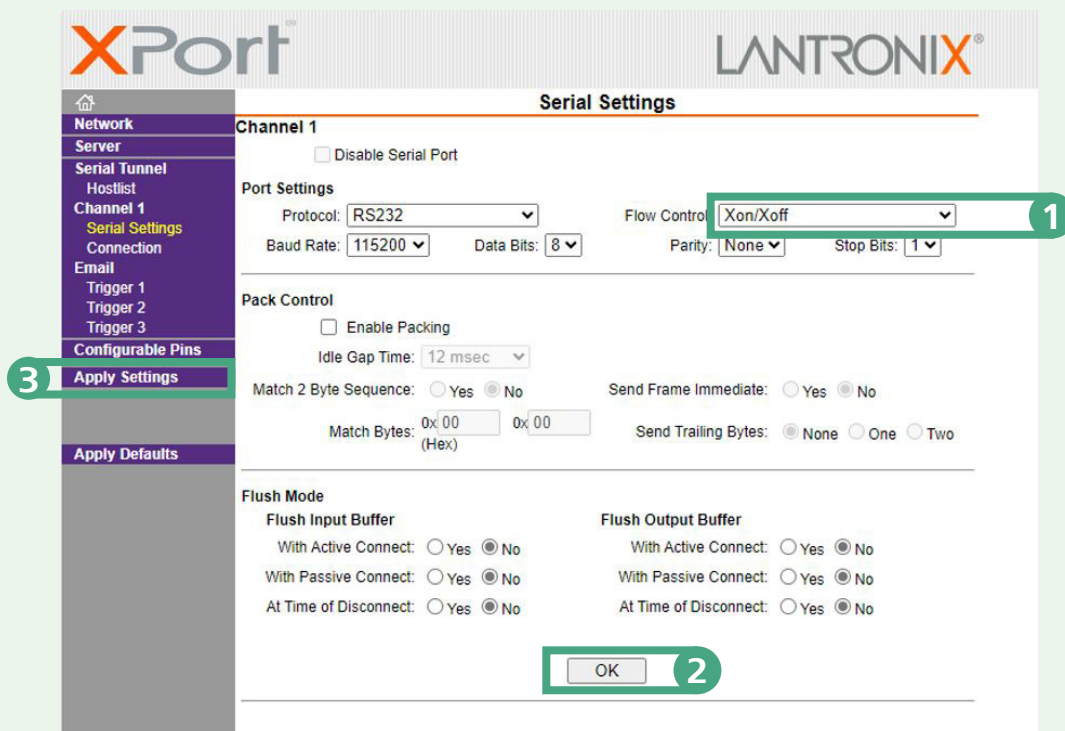 XPort®
LANTRONIX®
Serial Settings
Network
Server
Serial Tunnel
Hostlist
Channel 1
Serial Settings
Connection
Email
Trigger 1
Trigger 2
Trigger 3
Configurable Pins
3 Apply Settings
Apply Defaults
Channel 1
Disable Serial Port
Port Settings
Protocol: RS232 Flow Control: Xon/Xoff 1
Baud Rate: 115200 Data Bits: 8 Parity: None Stop Bits: 1
Pack Control
Enable Packing
Idle Gap Time: 12 msec
Match 2 Byte Sequence: Yes No Send Frame Immediate: Yes No
Match Bytes: 0x 00 0x 00 Send Trailing Bytes: None One Two
(Hex)
Flush Mode
Flush Input Buffer Flush Output Buffer
With Active Connect: Yes No With Active Connect: Yes No
With Passive Connect: Yes No With Passive Connect: Yes No
At Time of Disconnect: Yes No At Time of Disconnect: Yes No
OK 2